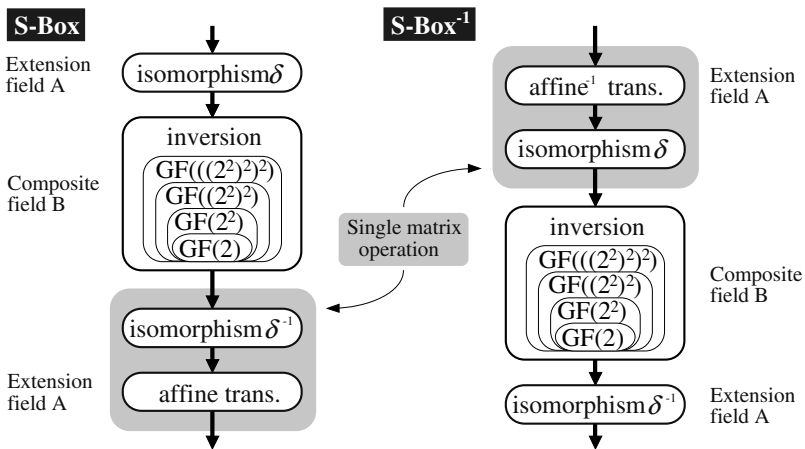 S-Box
Extension
field A
isomorphism δ
inversion
GF(((2²)²)²)
GF((2²)²)
GF(2²)
GF(2)
Composite
field B
isomorphism δ⁻¹
affine trans.
Extension
field A
Single matrix
operation
S-Box⁻¹
affine⁻¹ trans.
isomorphism δ
Extension
field A
inversion
GF(((2²)²)²)
GF((2²)²)
GF(2²)
GF(2)
Composite
field B
isomorphism δ⁻¹
Extension
field A